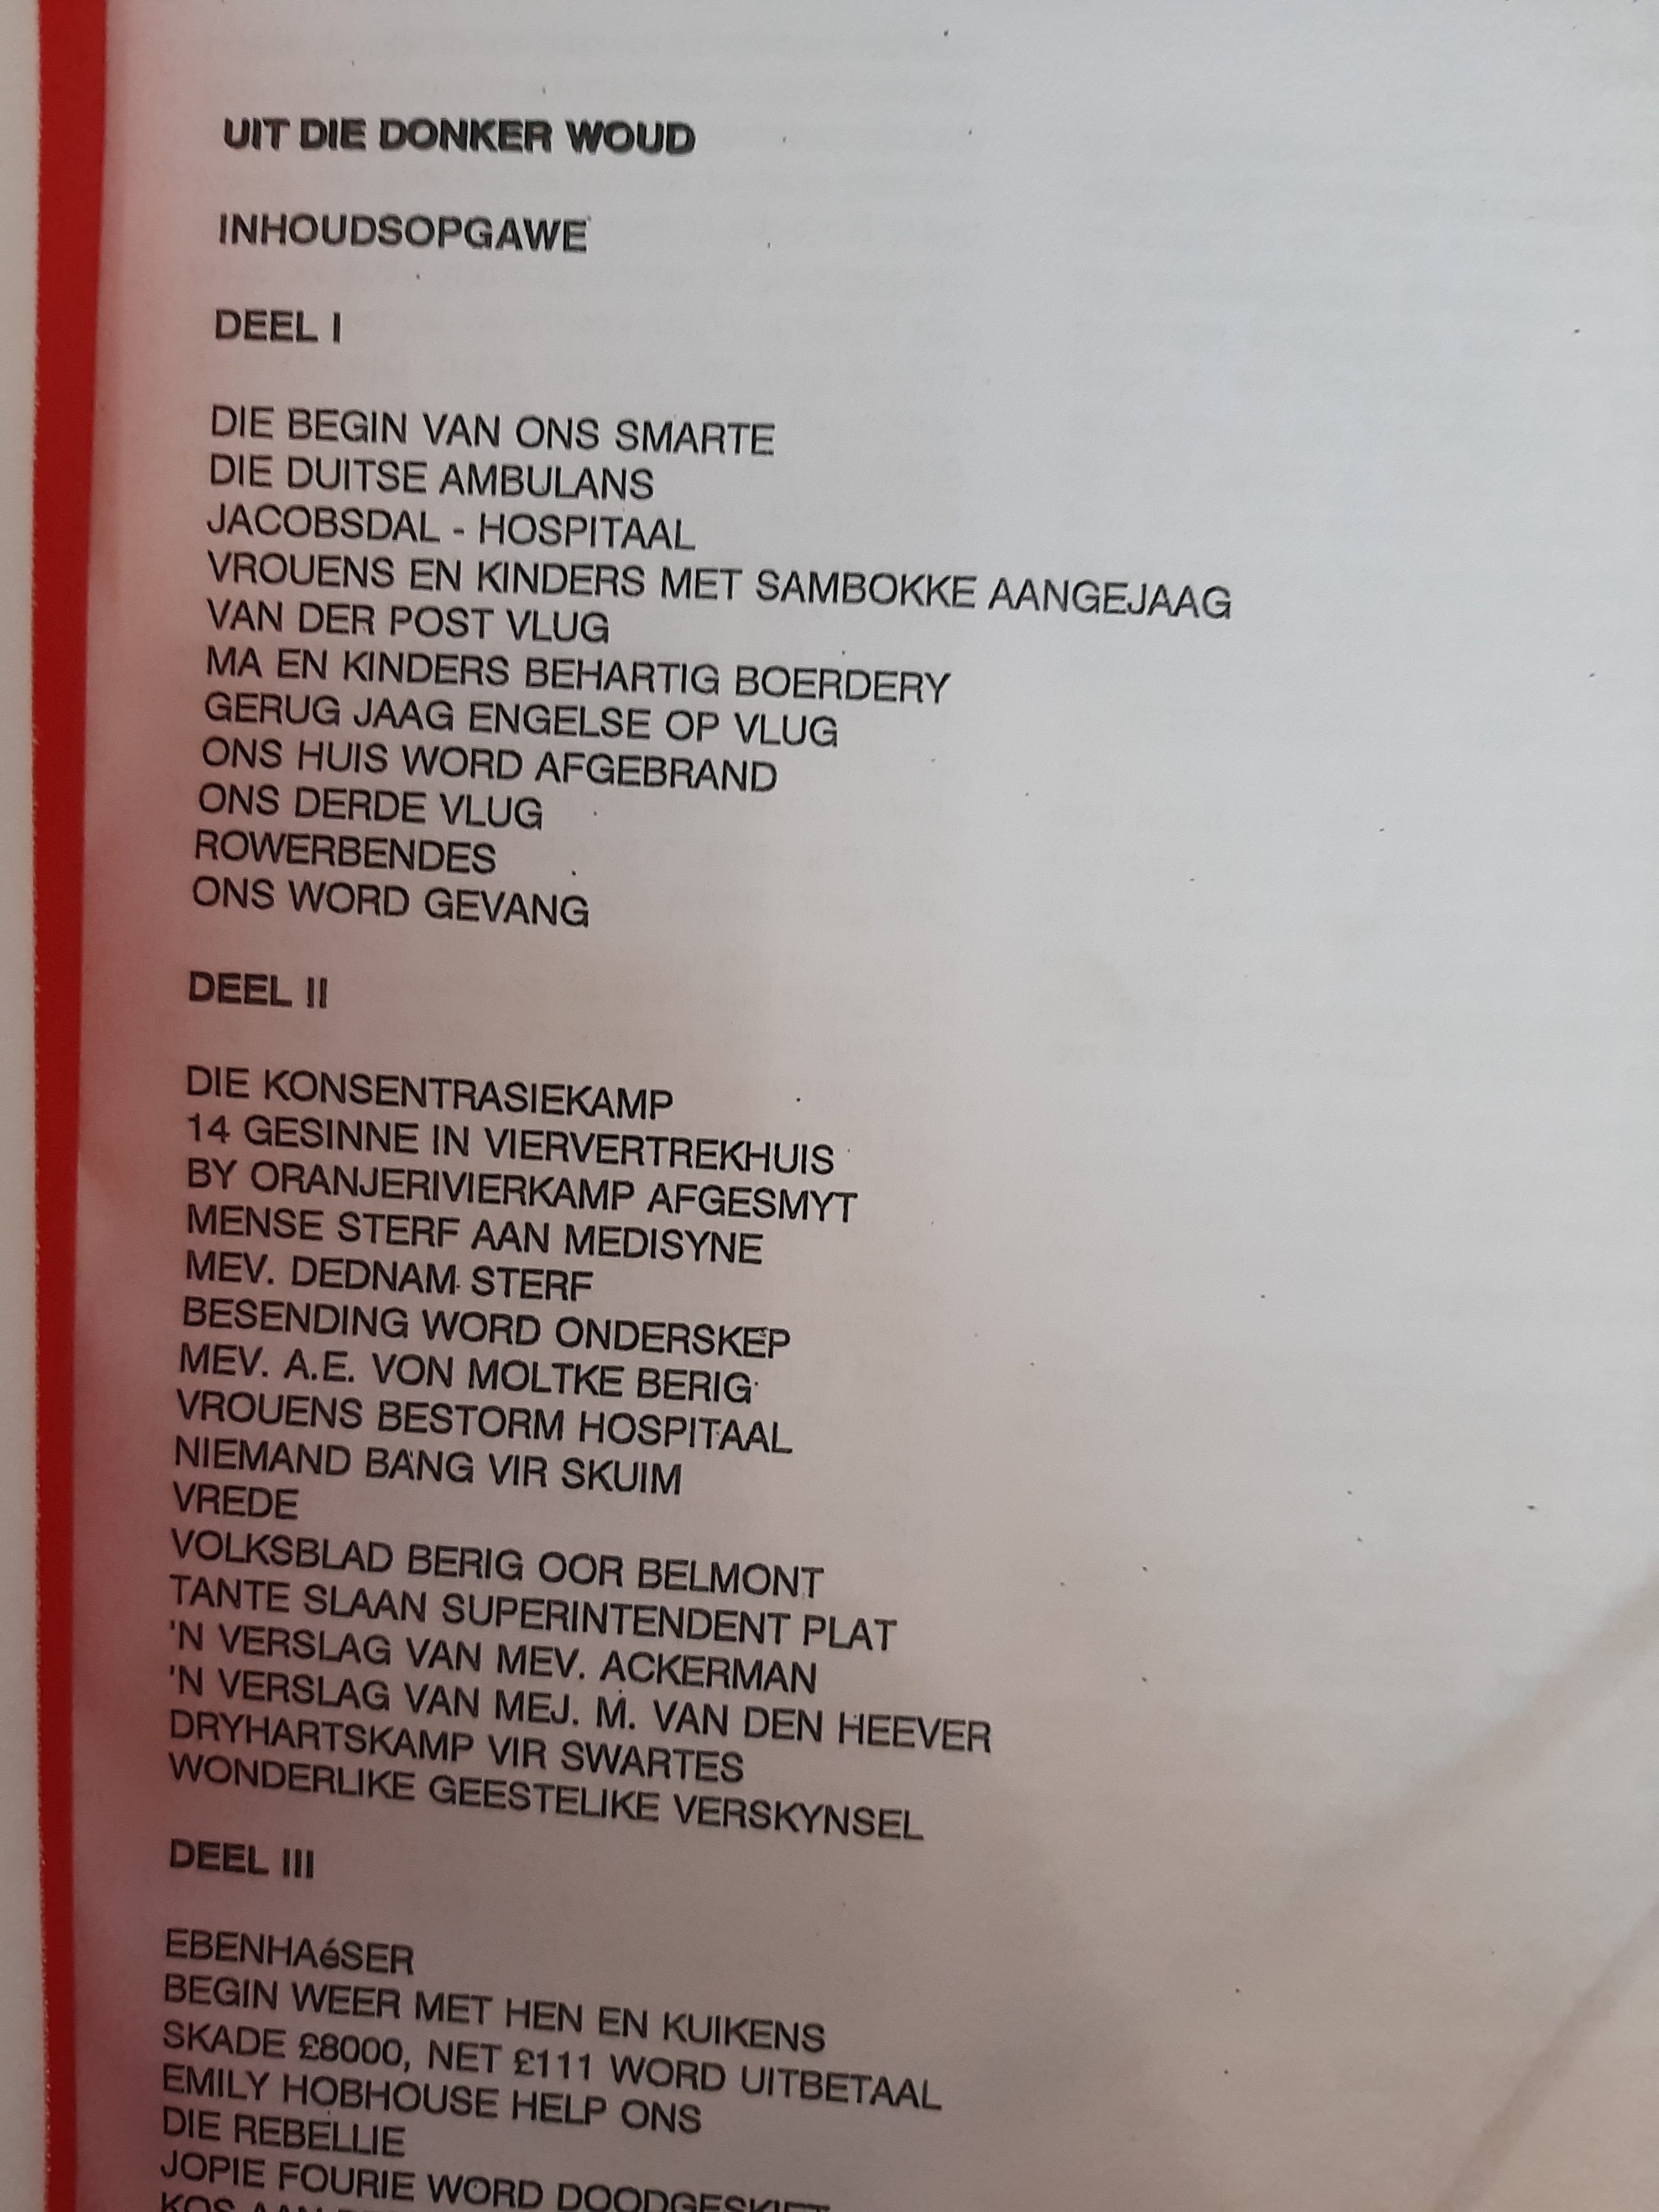 UIT DIE DONKER WOUD
INHOUDSOPGAWE
DEEL I
DIE BEGIN VAN ONS SMARTE
DIE DUITSE AMBULANS
JACOBSDAL - HOSPITAAL
VROUENS EN KINDERS MET SAMBOKKE AANGEJAAG
VAN DER POST VLUG
MA EN KINDERS BEHARTIG BOERDERY
GERUG JAAG ENGELSE OP VLUG
ONS HUIS WORD AFGEBRAND
ONS DERDE VLUG
ROWERBENDES
ONS WORD GEVANG
DEEL II
DIE KONSENTRASIEKAMP
14 GESINNE IN VIERVERTREKHUIS
BY ORANJERIVIERKAMP AFGESMYT
MENSE STERF AAN MEDISYNE
MEV. DEDNAM STERF
BESENDING WORD ONDERSKEP
MEV. A.E. VON MOLTKE BERIG
VROUENS BESTORM HOSPITAAL
NIEMAND BANG VIR SKUIM
VREDE
VOLKSBLAD BERIG OOR BELMONT
TANTE SLAAN SUPERINTENDENT PLAT
'N VERSLAG VAN MEV. ACKERMAN
'N VERSLAG VAN MEJ. M. VAN DEN HEEVER
DRYHARTSKAMP VIR SWARTES
WONDERLIKE GEESTELIKE VERSKYNSEL
DEEL III
EBENHAéSER
BEGIN WEER MET HEN EN KUIKENS
SKADE £8000, NET £111 WORD UITBETAAL
EMILY HOBHOUSE HELP ONS
DIE REBELLIE
JOPIE FOURIE WORD DOODGESKIET
KOS AAN